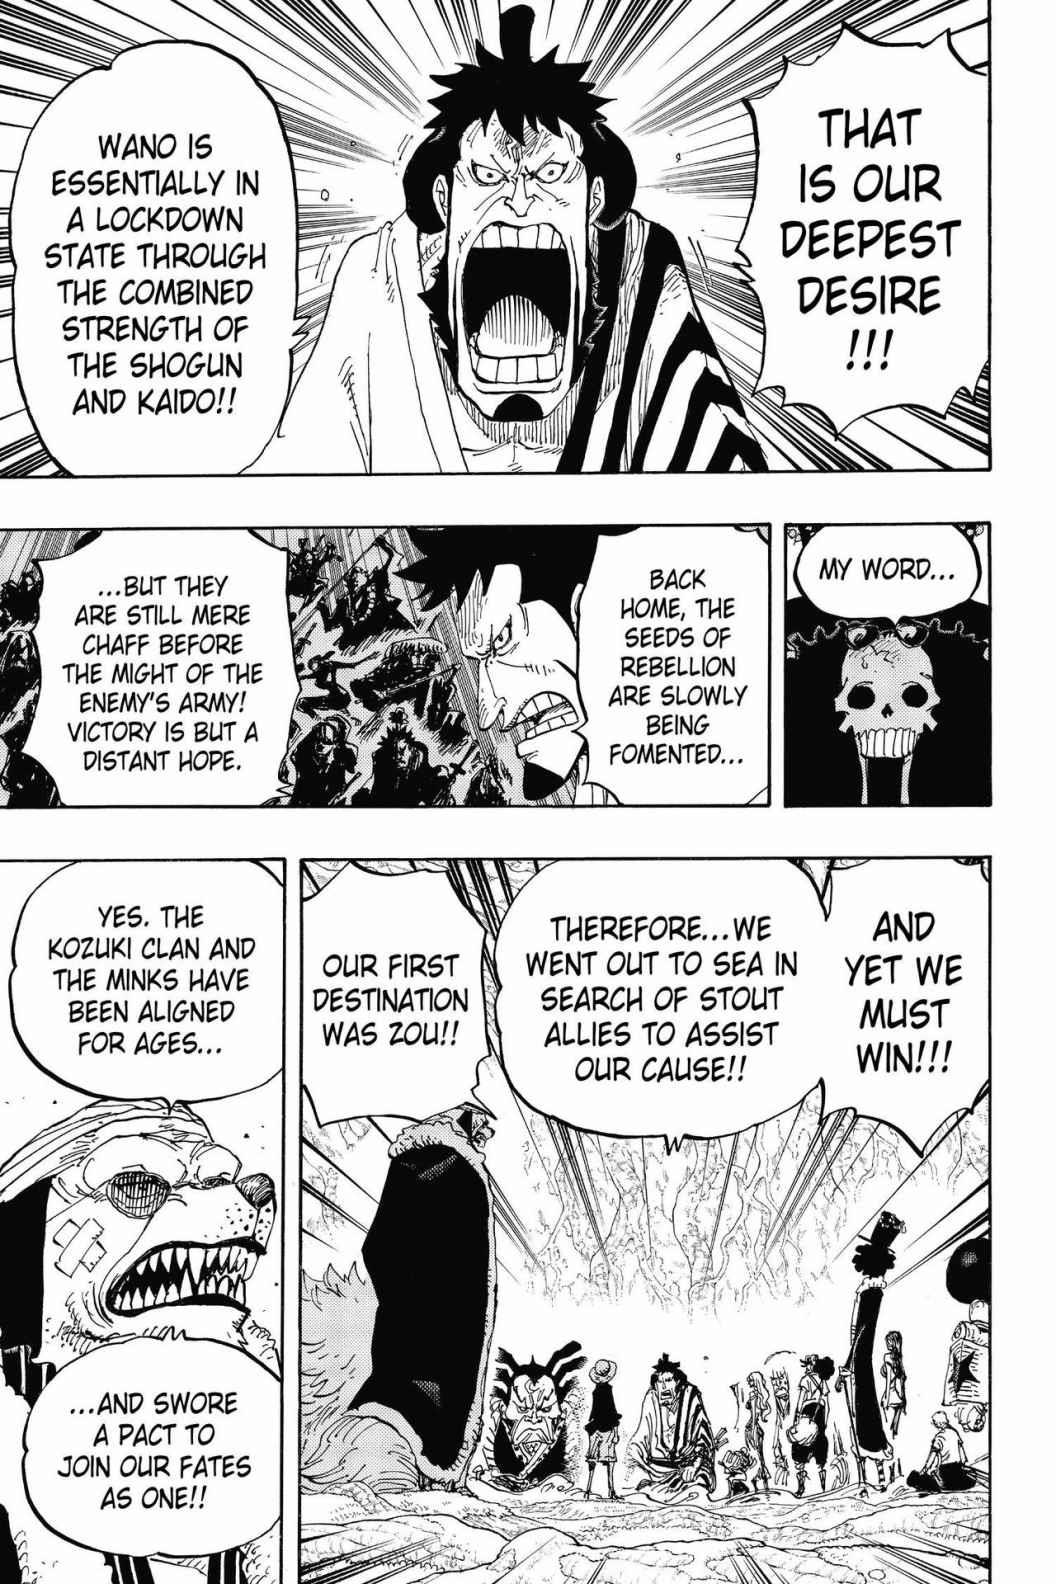 THAT
IS OUR
DEEPEST
DESIRE
!!!
WANO IS
ESSENTIALLY IN
A LOCKDOWN
STATE THROUGH
THE COMBINED
STRENGTH OF
THE SHOGUN
AND KAIDO!!
MY WORD...
BACK
HOME, THE
SEEDS OF
REBELLION
ARE SLOWLY
BEING
FOMENTED...
...BUT THEY
ARE STILL MERE
CHAFF BEFORE
THE MIGHT OF THE
ENEMY'S ARMY!
VICTORY IS BUT A
DISTANT HOPE.
AND
YET WE
MUST
WIN!!!
THEREFORE...WE
WENT OUT TO SEA IN
SEARCH OF STOUT
ALLIES TO ASSIST
OUR CAUSE!!
OUR FIRST
DESTINATION
WAS ZOU!!
YES. THE
KOZUKI CLAN AND
THE MINKS HAVE
BEEN ALIGNED
FOR AGES...
...AND SWORE
A PACT TO
JOIN OUR FATES
AS ONE!!